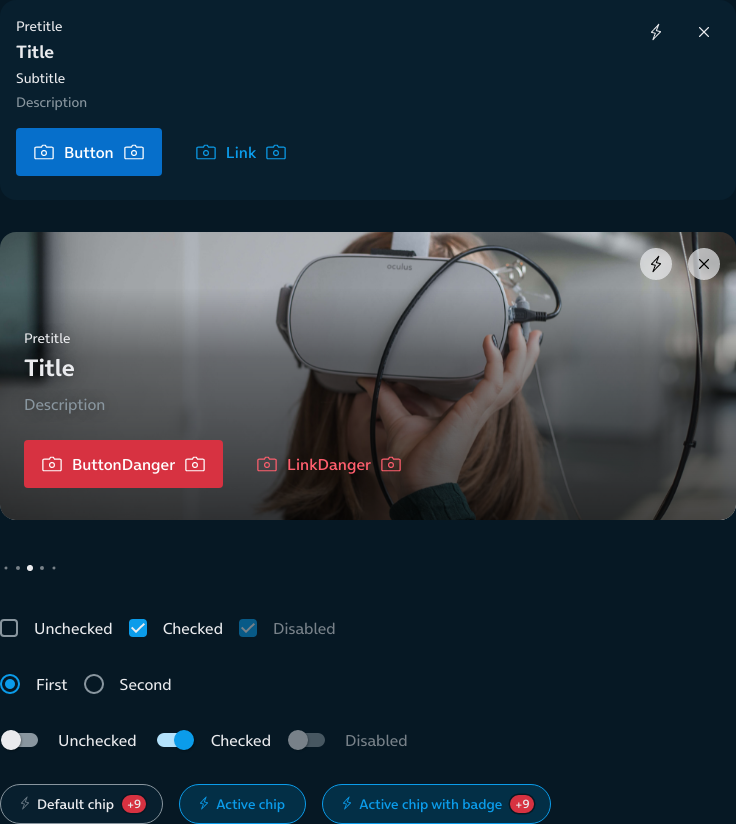 Pretitle
Title
Subtitle
Description
Button
Link
oculus
Pretitle
Title
Description
ButtonDanger
LinkDanger
Unchecked Checked Disabled
First Second
Unchecked Checked Disabled
Default chip +9 Active chip Active chip with badge +9